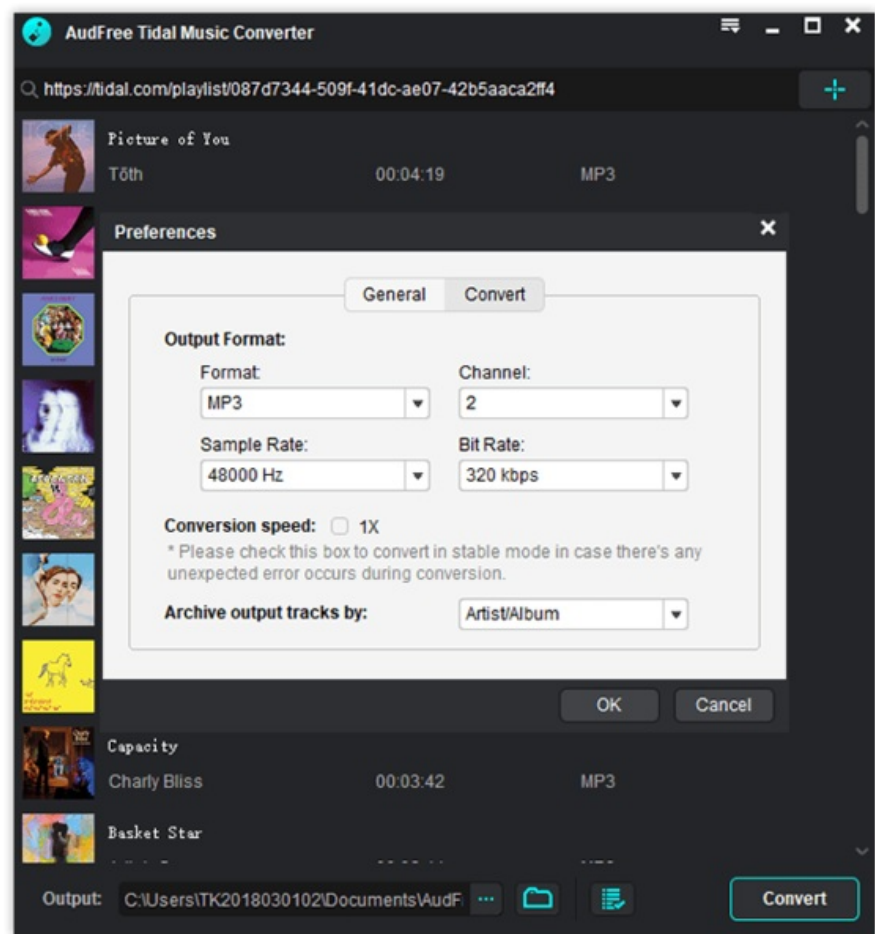 AudFree Tidal Music Converter
https://tidal.com/playlist/087d7344-509f-41dc-ae07-42b5aaca2ff4
Picture of You
Tōth 00:04:19 MP3
Preferences
General Convert
Output Format:
Format: Channel:
MP3 2
Sample Rate: Bit Rate:
48000 Hz 320 kbps
Conversion speed: 1X
* Please check this box to convert in stable mode in case there's any
unexpected error occurs during conversion.
Archive output tracks by: Artist/Album
OK Cancel
Capacity
Charly Bliss 00:03:42 MP3
Basket Star
Output: C:\Users\TK2018030102\Documents\AudF ... Convert